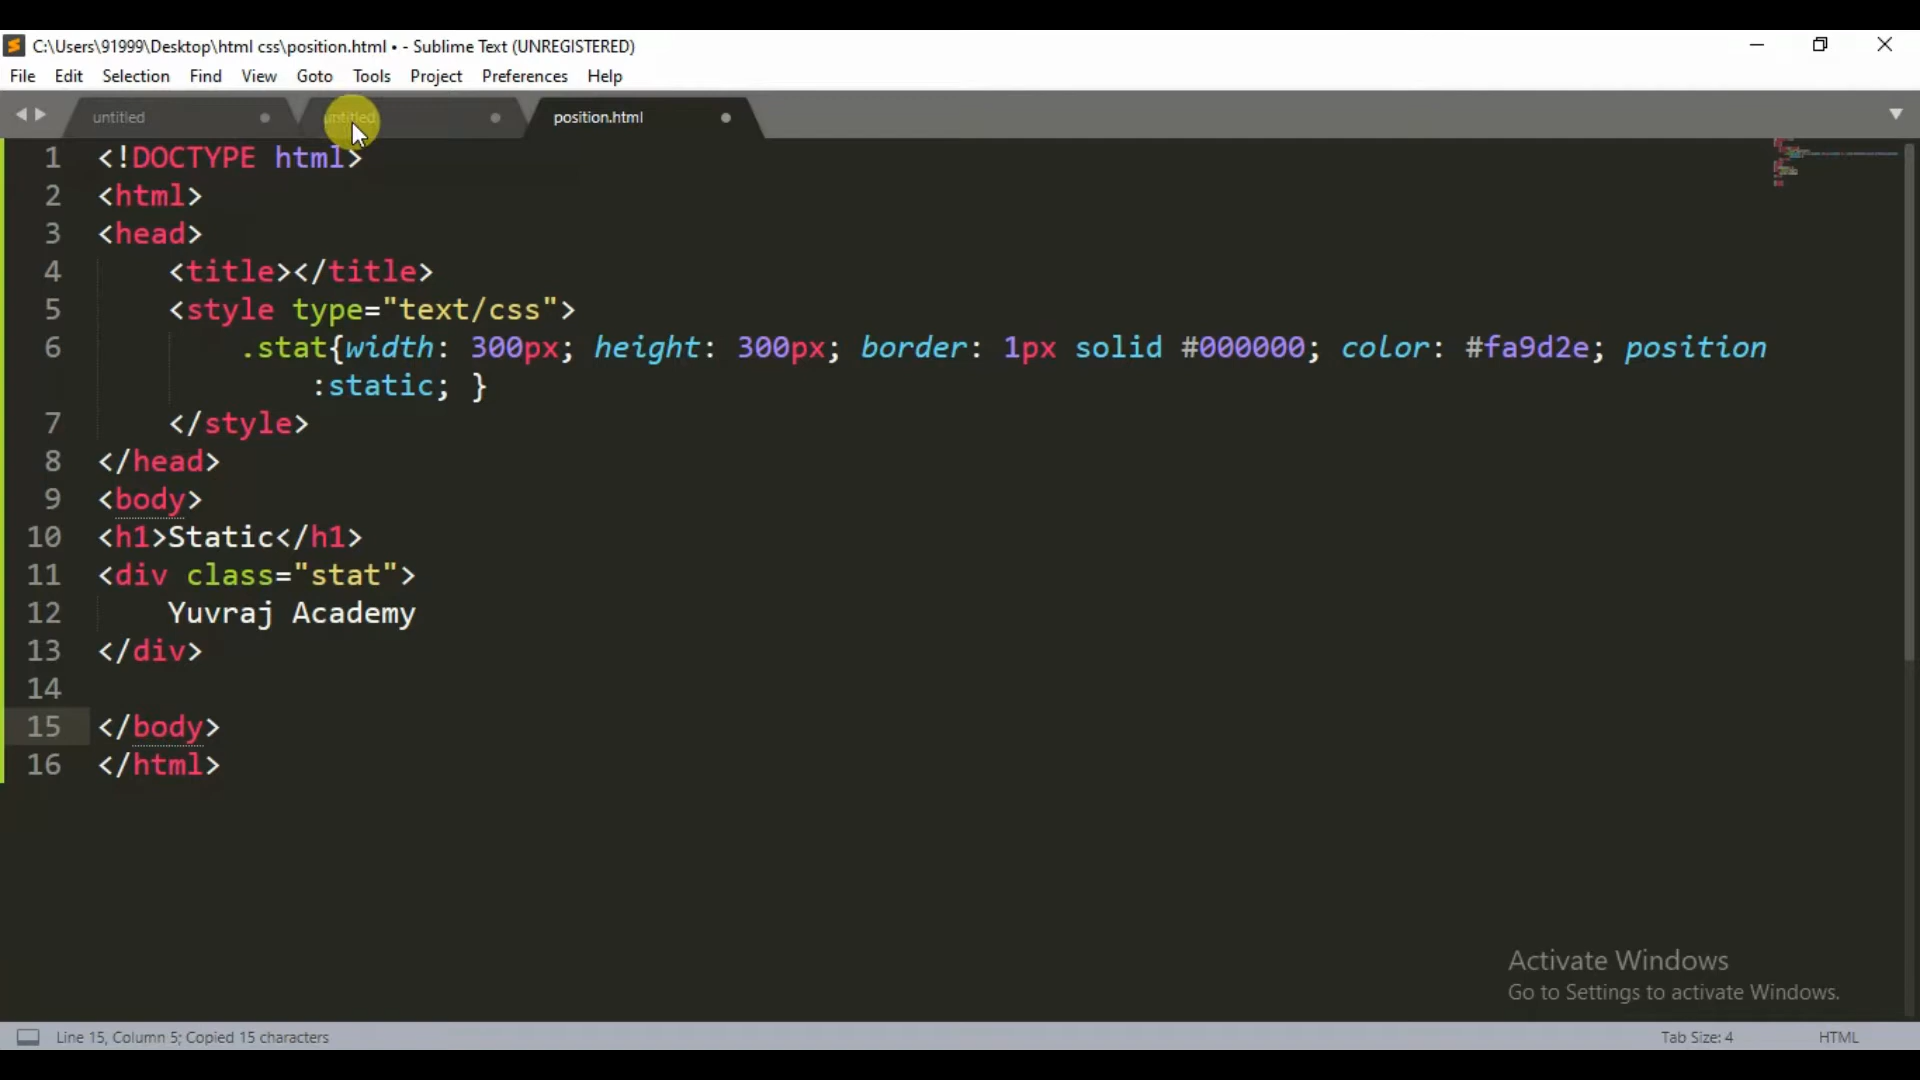 C:\Users\91999\Desktop\html css\position.html • - Sublime Text (UNREGISTERED)
File Edit Selection Find View Goto Tools Project Preferences Help
untitled untitled position.html
1 <!DOCTYPE html>
2 <html>
3 <head>
4 <title></title>
5 <style type="text/css">
6 .stat{width: 300px; height: 300px; border: 1px solid #000000; color: #fa9d2e; position
:static; }
7 </style>
8 </head>
9 <body>
10 <h1>Static</h1>
11 <div class="stat">
12 Yuvraj Academy
13 </div>
14
15 </body>
16 </html>
Activate Windows
Go to Settings to activate Windows.
Line 15, Column 5; Copied 15 characters Tab Size: 4 HTML